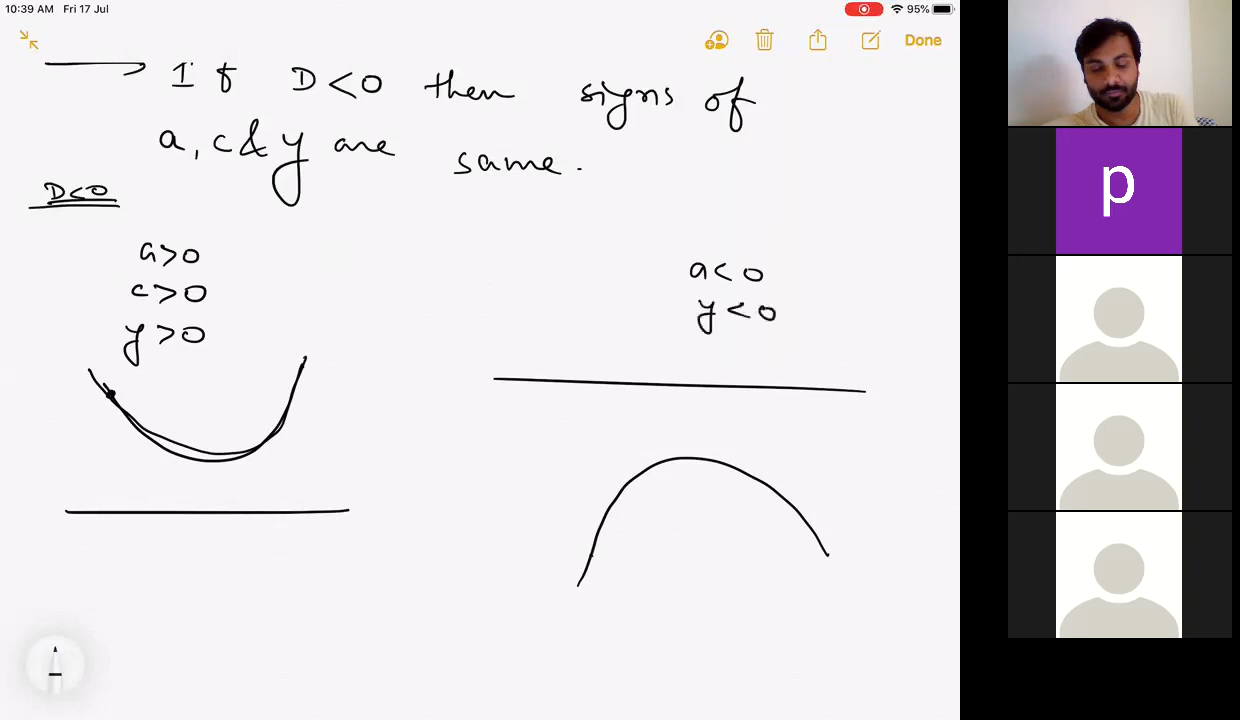 10:39 AM Fri 17 Jul
95%
Done
If D<0 then signs of
a, c & y are same.
D<0
a>0
c>0
y>0
a<0
y<0
p